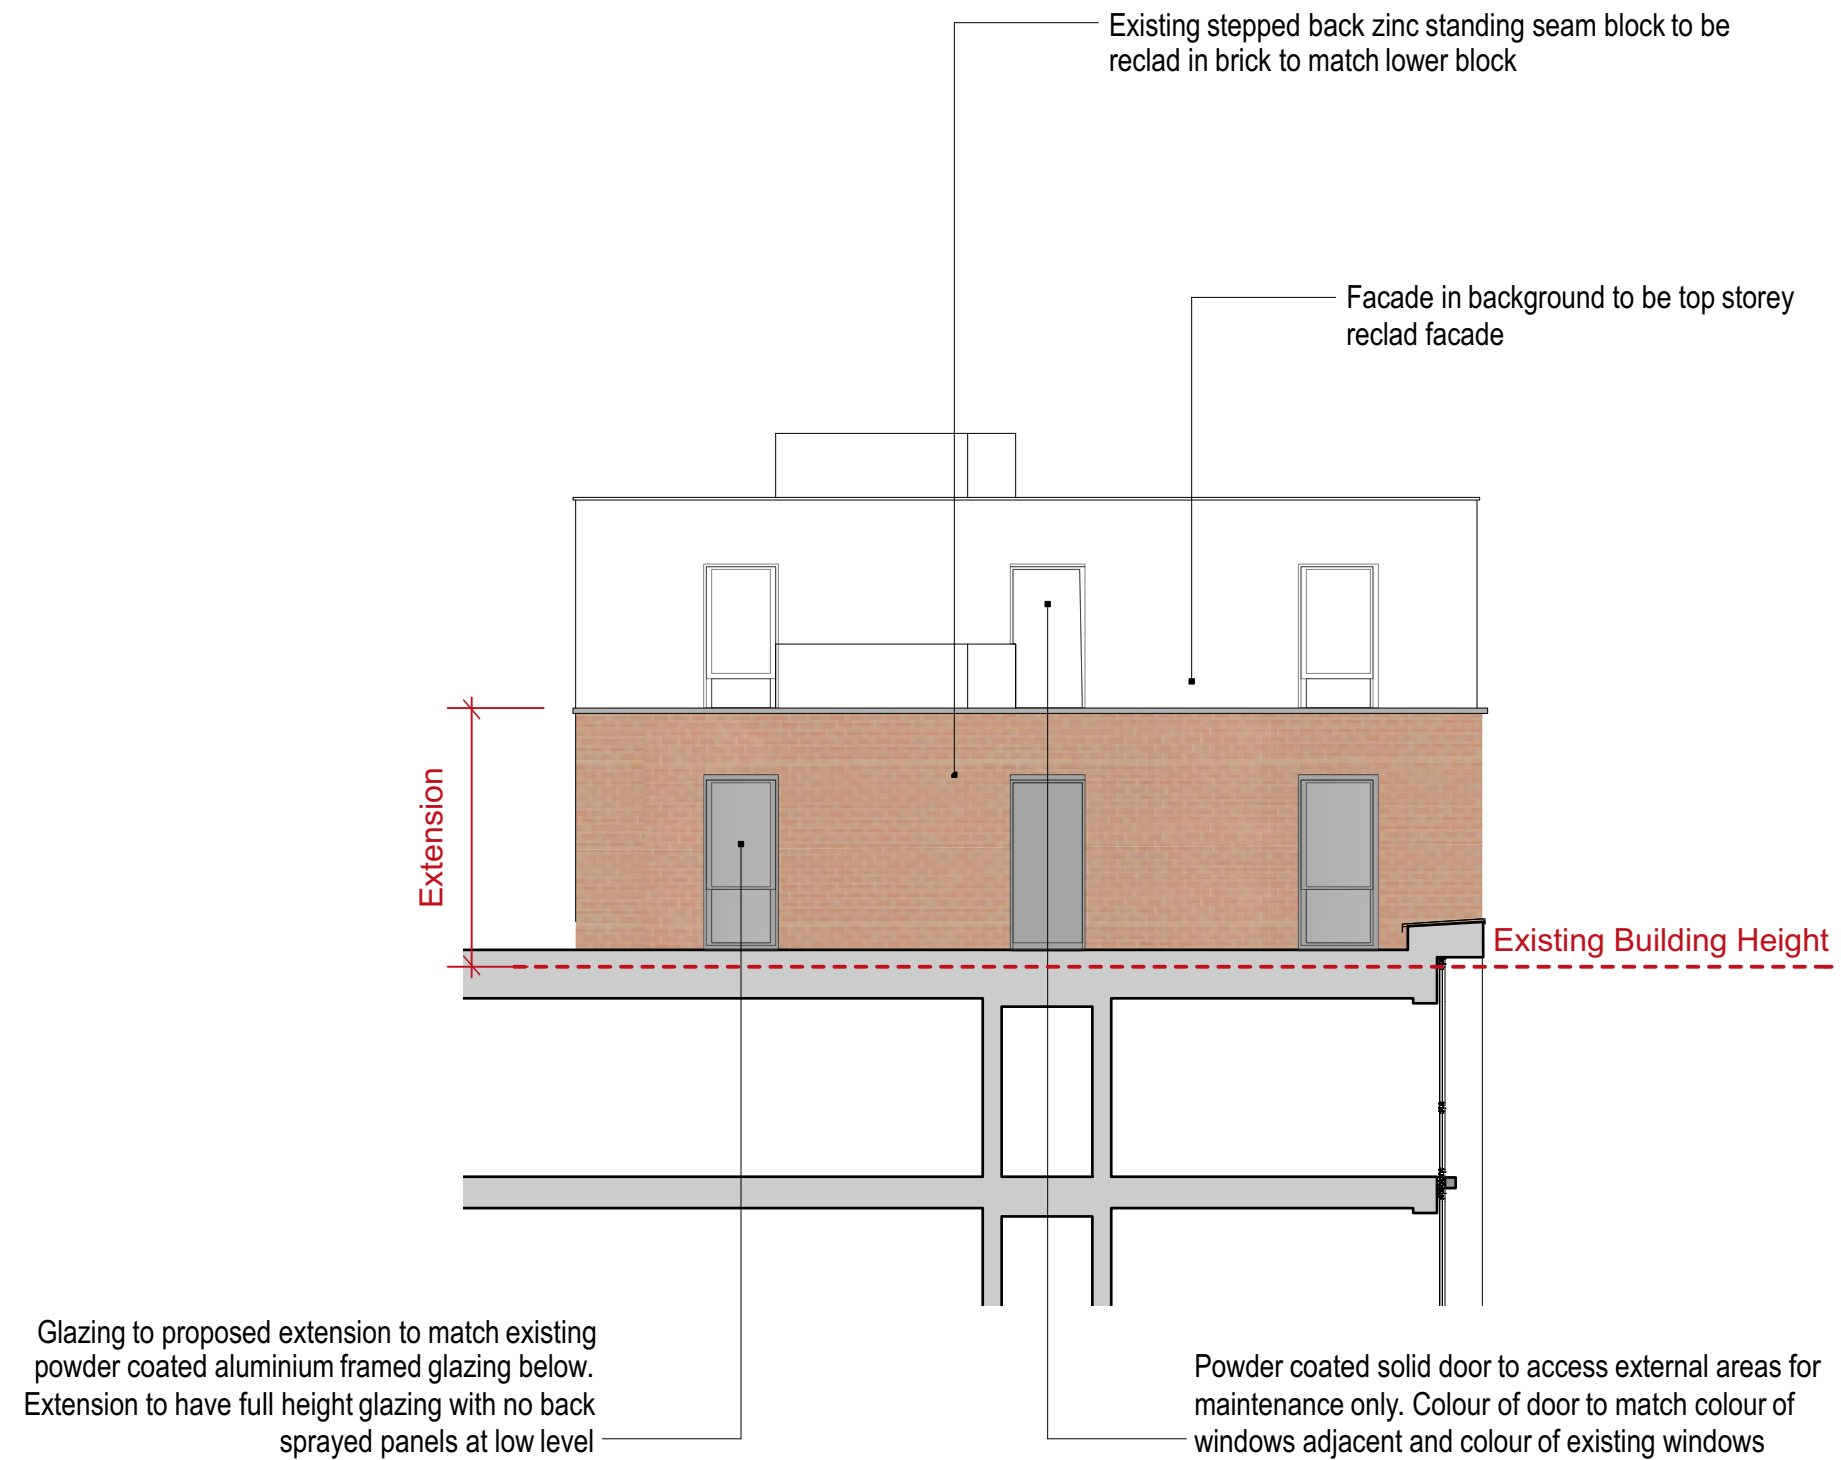 Existing stepped back zinc standing seam block to be
reclad in brick to match lower block
Facade in background to be top storey
reclad facade
Extension
Existing Building Height
Glazing to proposed extension to match existing
powder coated aluminium framed glazing below.
Extension to have full height glazing with no back
sprayed panels at low level
Powder coated solid door to access external areas for
maintenance only. Colour of door to match colour of
windows adjacent and colour of existing windows